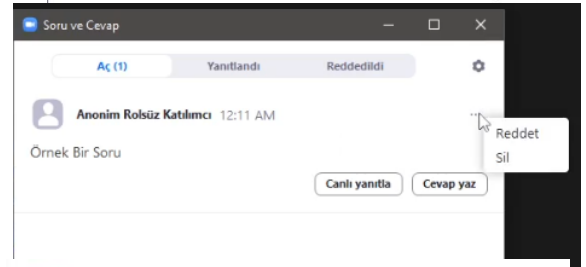 Soru ve Cevap
Aç (1) Yanıtlandı Reddedildi
Anonim Rolsüz Katılımcı 12:11 AM
...
Reddet
Örnek Bir Soru
Sil
Canlı yanıtla Cevap yaz